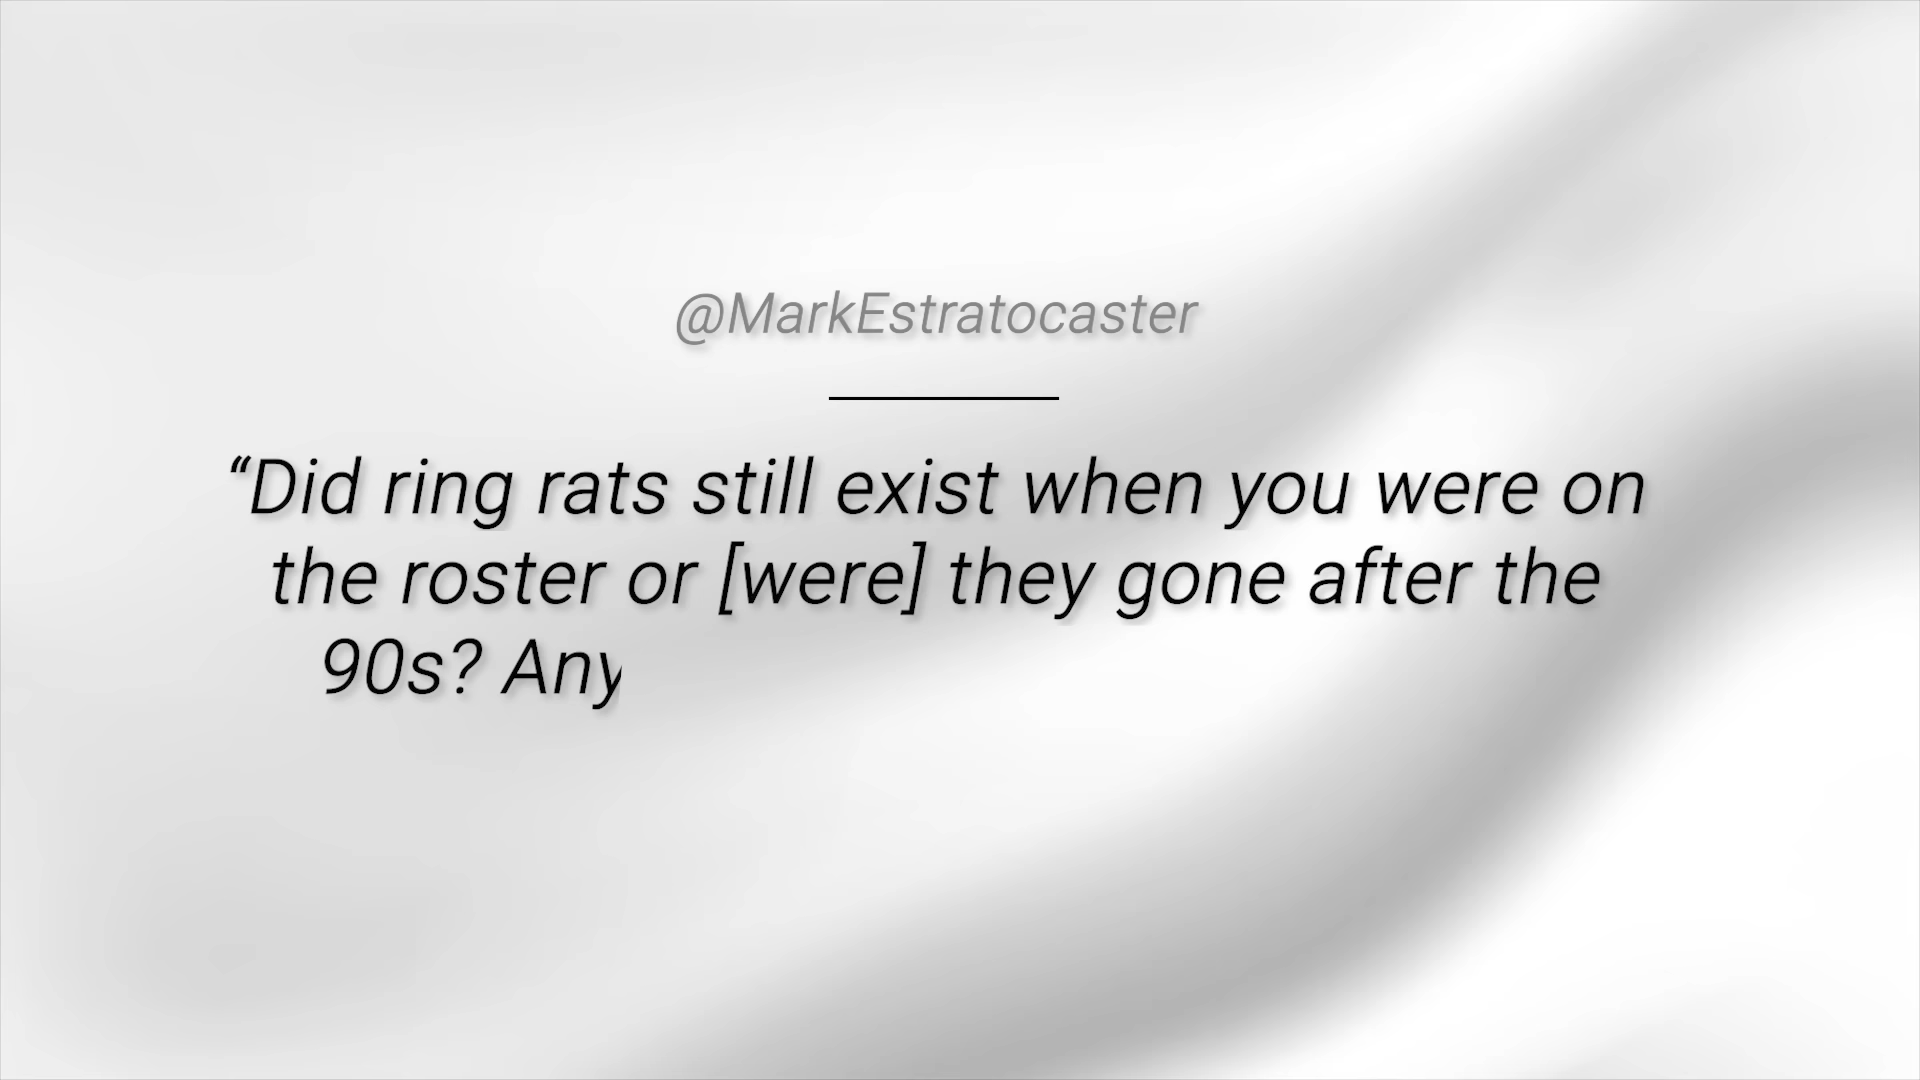 @MarkEstratocaster
“Did ring rats still exist when you were on
the roster or [were] they gone after the
90s? Any